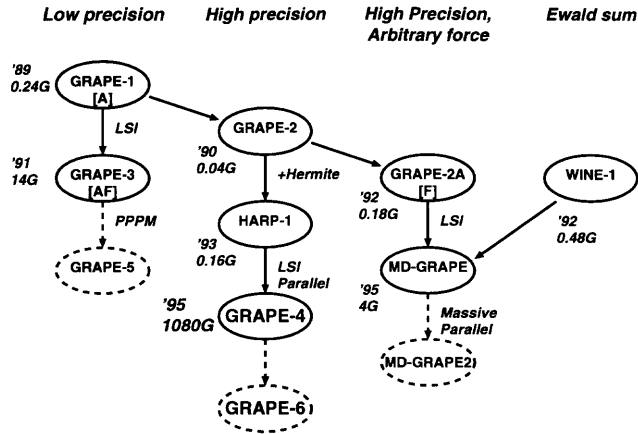 Low precision
High precision
High Precision,
Arbitrary force
Ewald sum
'89
0.24G
GRAPE-1
[A]
LSI
'91
14G
GRAPE-3
[AF]
PPPM
GRAPE-5
GRAPE-2
'90
0.04G
+Hermite
HARP-1
'93
0.16G
LSI
Parallel
'95
1080G
GRAPE-4
GRAPE-6
GRAPE-2A
[F]
'92
0.18G
LSI
MD-GRAPE
'95
4G
Massive
Parallel
MD-GRAPE2
WINE-1
'92
0.48G